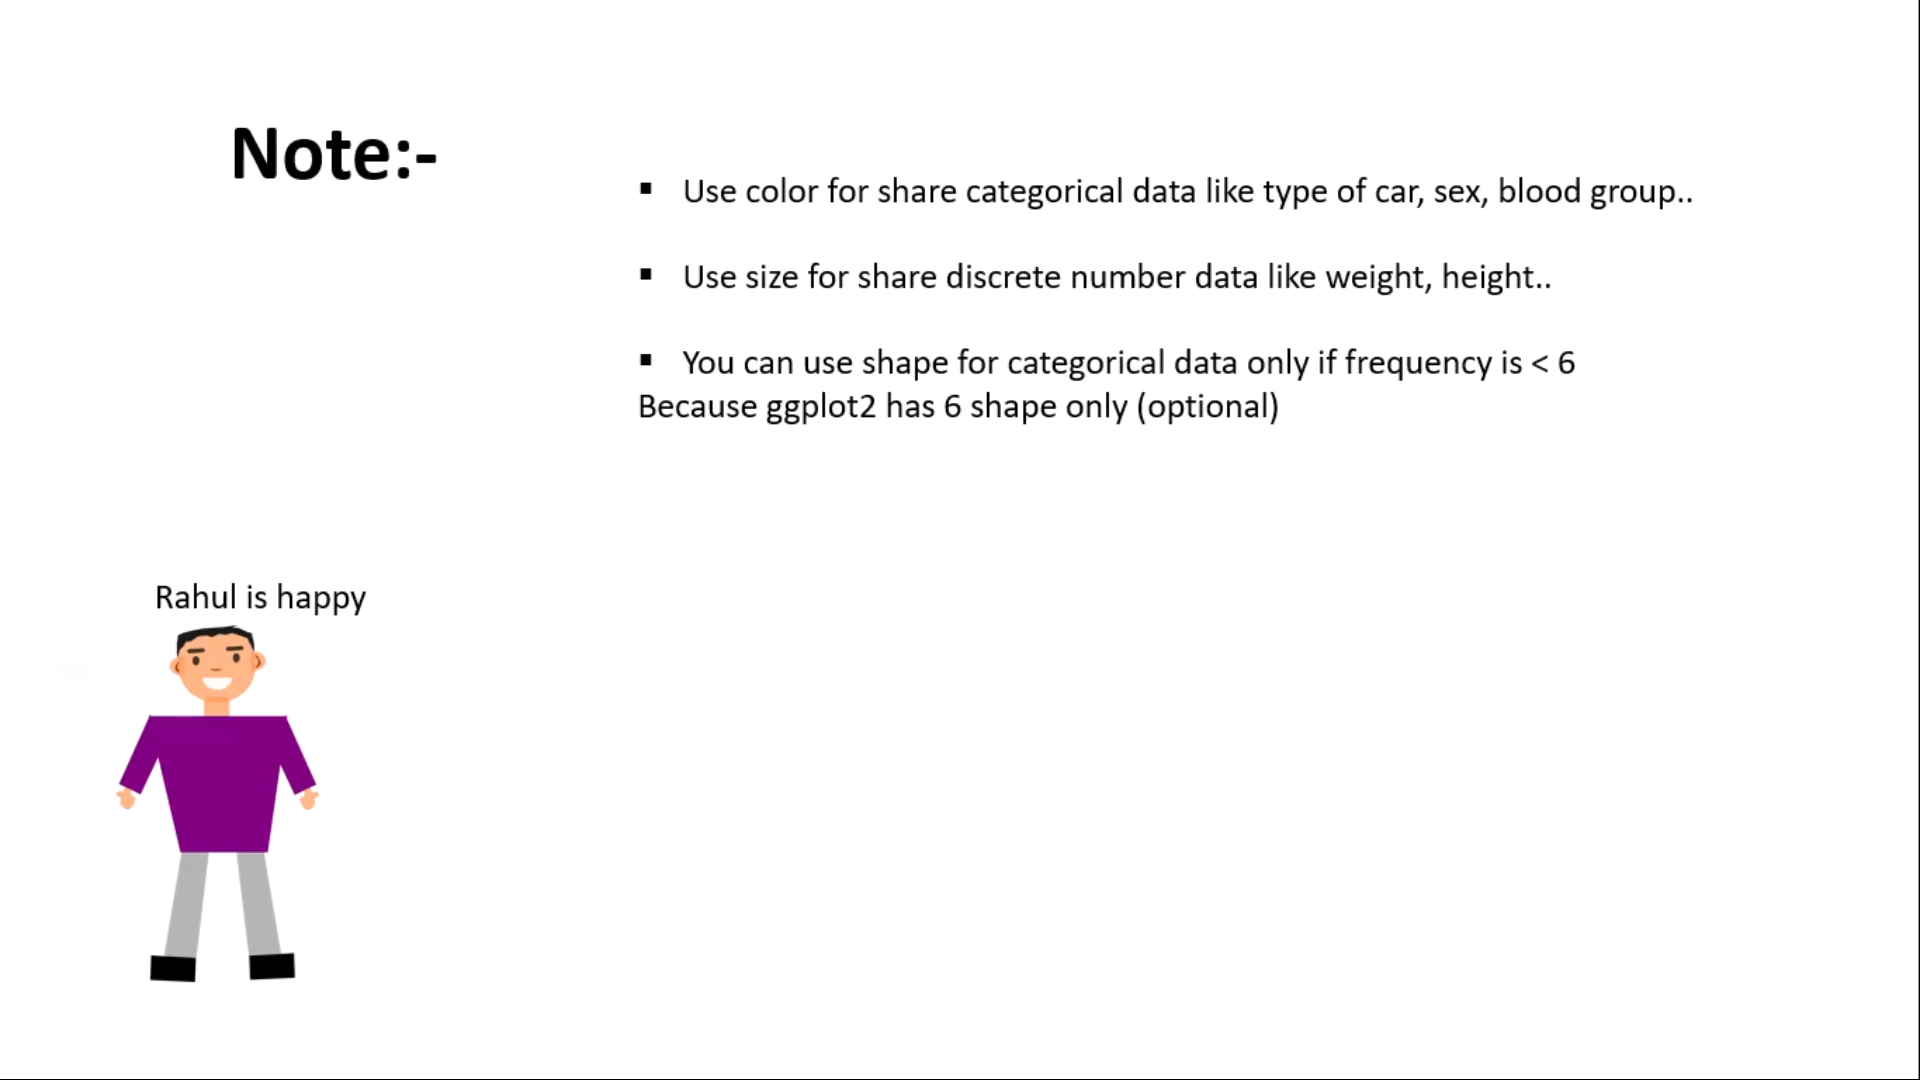 Note:-
▪ Use color for share categorical data like type of car, sex, blood group..
▪ Use size for share discrete number data like weight, height..
▪ You can use shape for categorical data only if frequency is < 6
Because ggplot2 has 6 shape only (optional)
Rahul is happy